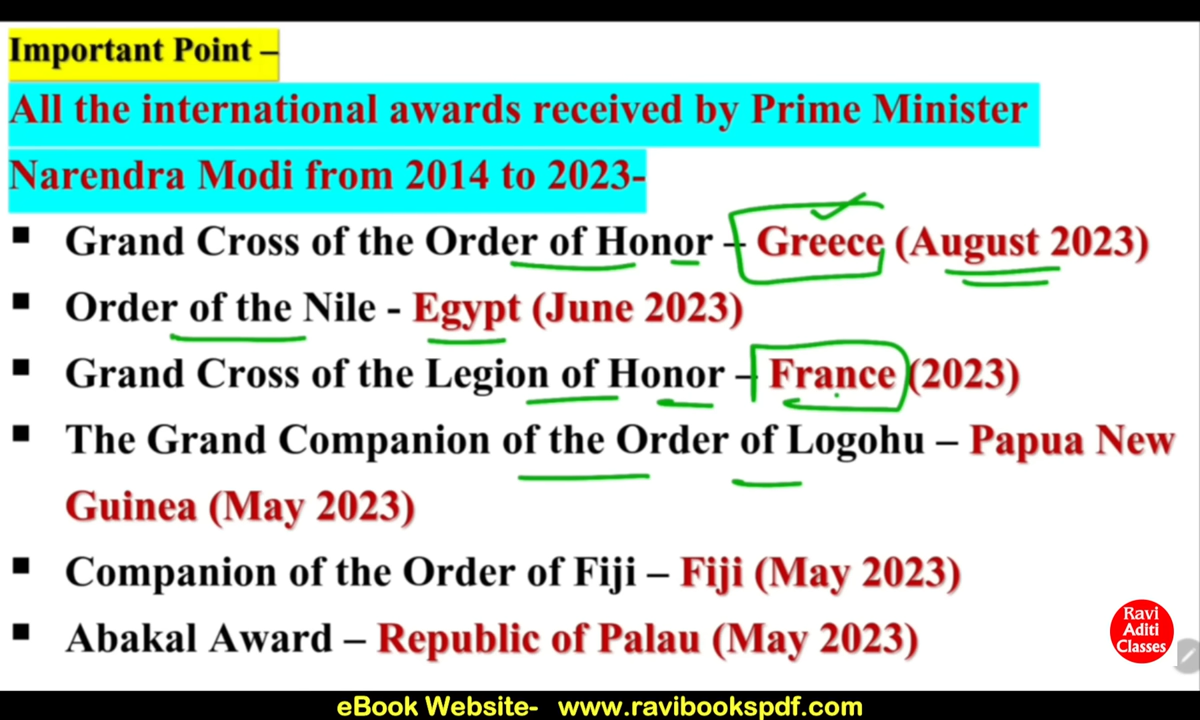 Important Point –
All the international awards received by Prime Minister
Narendra Modi from 2014 to 2023-
▪ Grand Cross of the Order of Honor – Greece (August 2023)
▪ Order of the Nile - Egypt (June 2023)
▪ Grand Cross of the Legion of Honor – France (2023)
▪ The Grand Companion of the Order of Logohu – Papua New
Guinea (May 2023)
▪ Companion of the Order of Fiji – Fiji (May 2023)
▪ Abakal Award – Republic of Palau (May 2023)
Ravi
Aditi
Classes
eBook Website- www.ravibookspdf.com